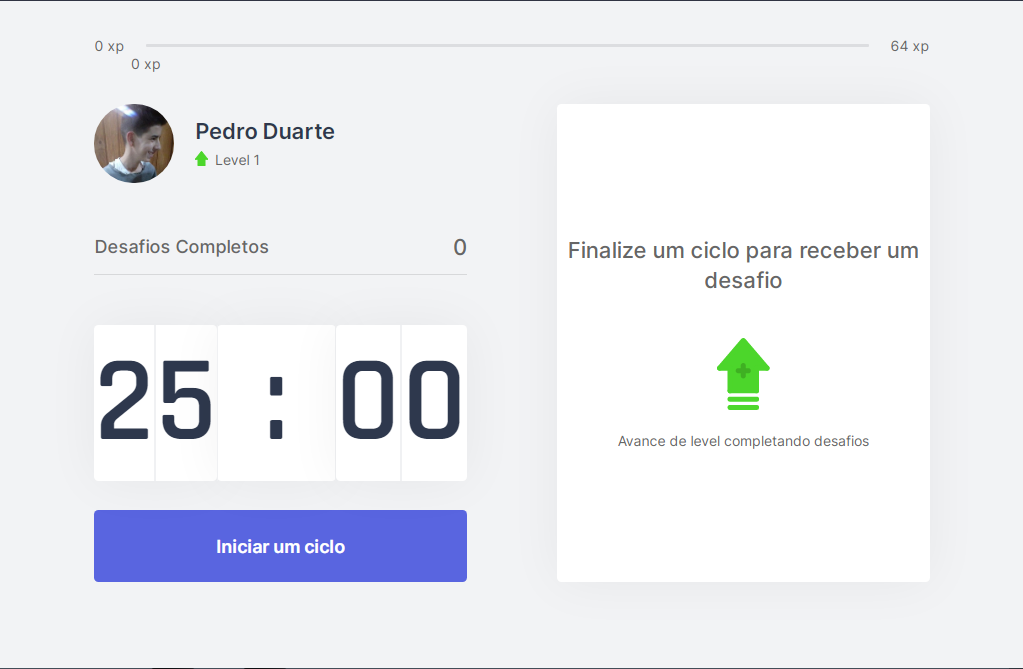 0 xp
64 xp
0 xp
Pedro Duarte
Level 1
Desafios Completos
0
25:00
Iniciar um ciclo
Finalize um ciclo para receber um
desafio
Avance de level completando desafios